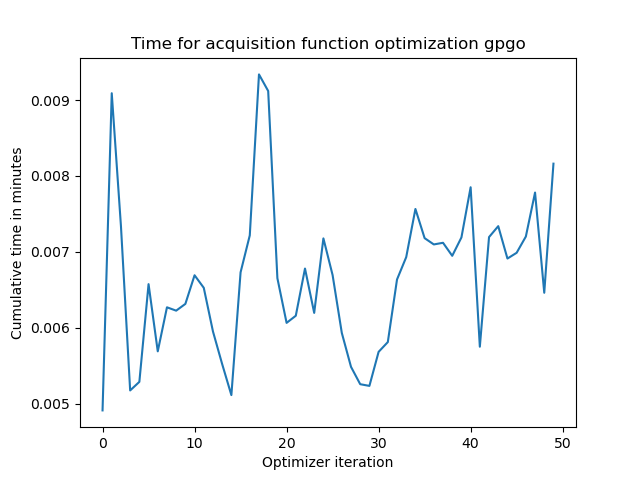 Time for acquisition function optimization gpgo
Cumulative time in minutes
0.009
0.008
0.007
0.006
0.005
0 10 20 30 40 50
Optimizer iteration